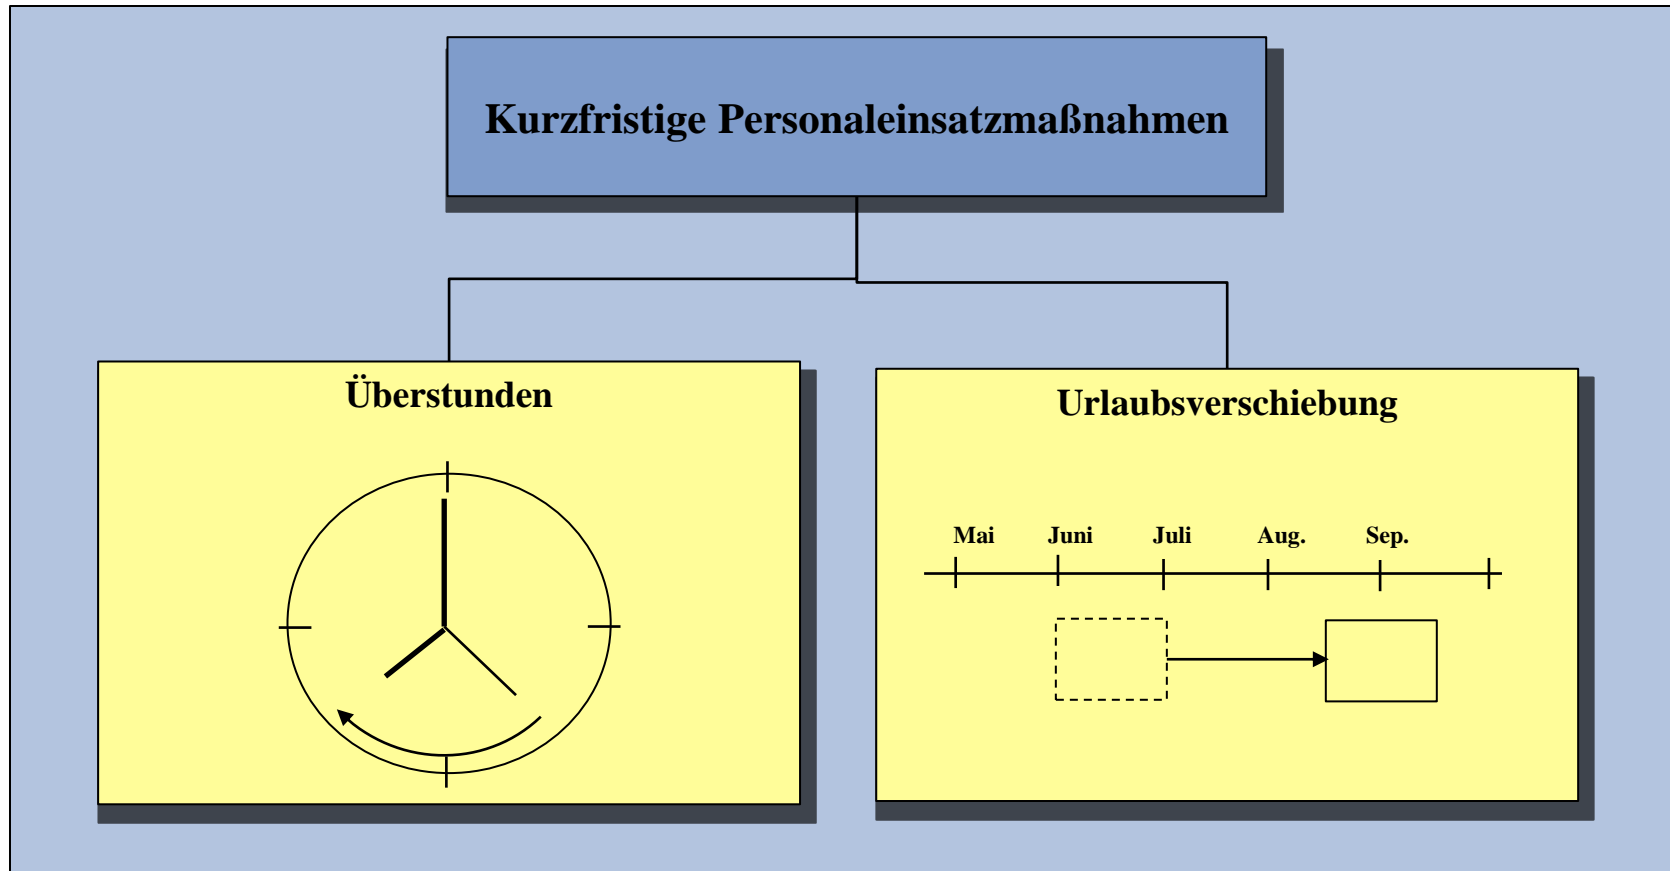 Kurzfristige Personaleinsatzmaßnahmen
Überstunden
Urlaubsverschiebung
Mai Juni Juli Aug. Sep.